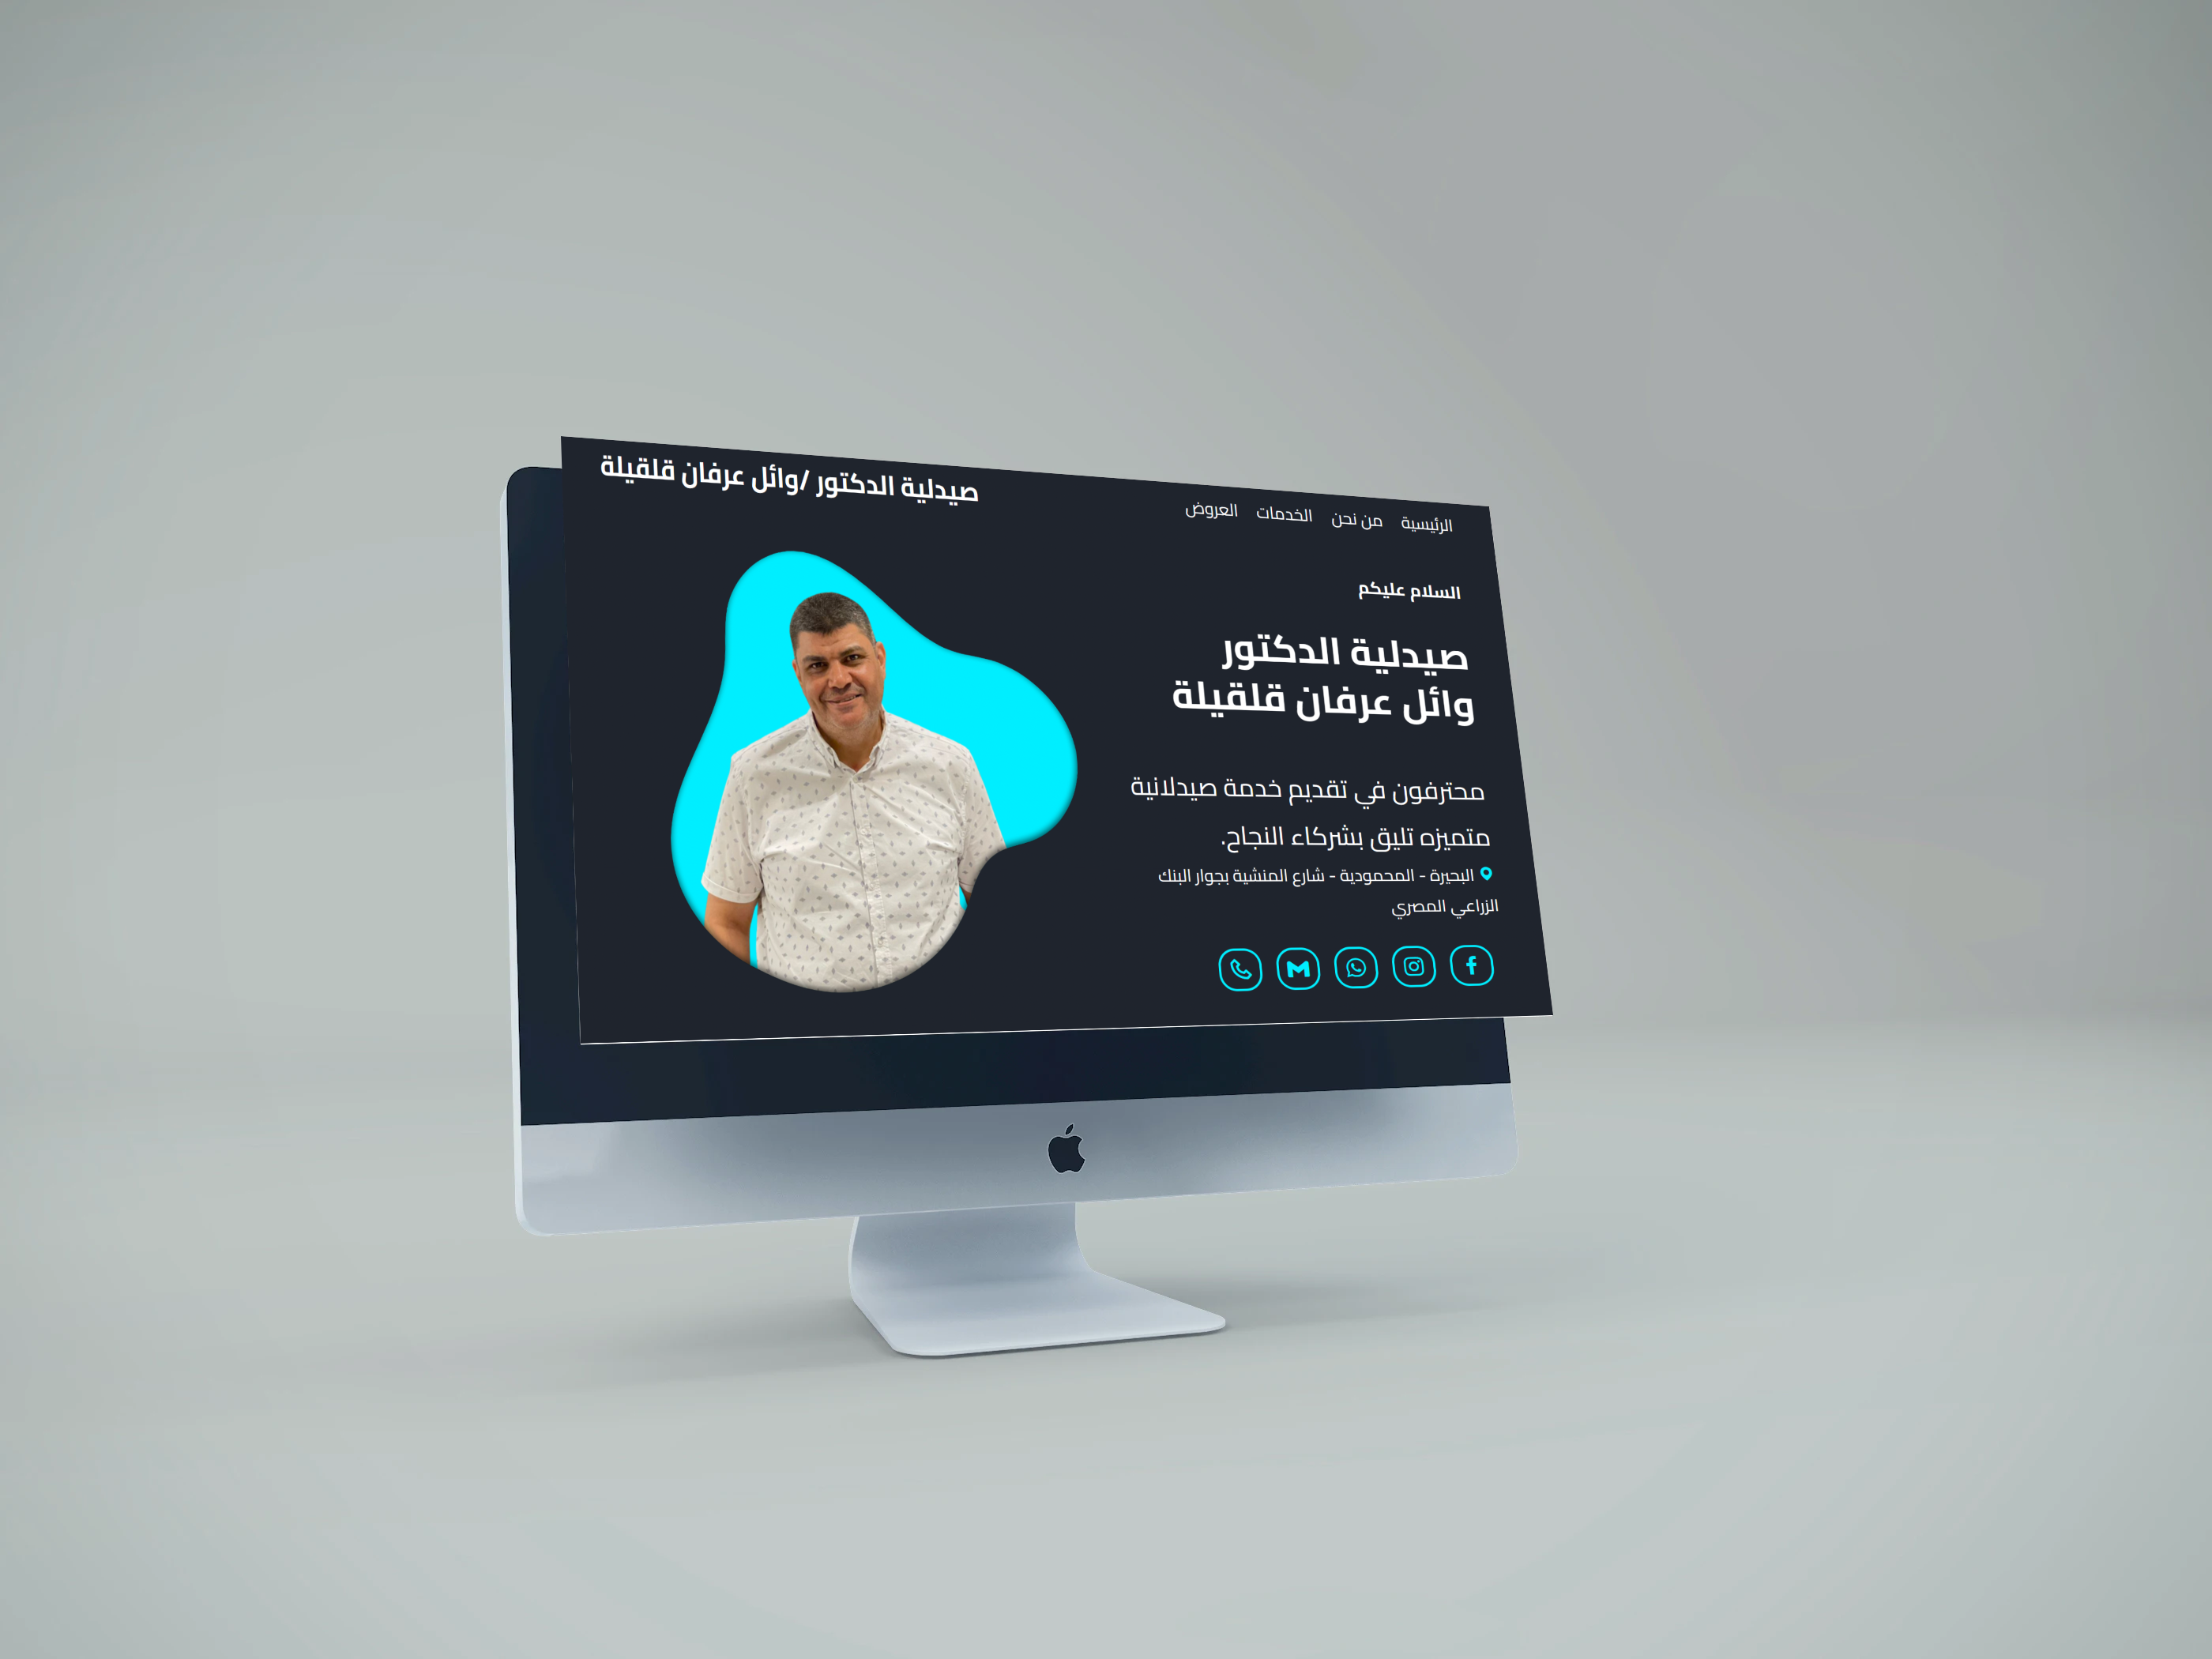 صيدلية الدكتور /وائل عرفان قلقيلة
الرئيسية من نحن الخدمات العروض
السلام عليكم
صيدلية الدكتور
وائل عرفان قلقيلة
محترفون في تقديم خدمة صيدلانية
متميزه تليق بشركاء النجاح.
البحيرة - المحمودية - شارع المنشية بجوار البنك
الزراعي المصري